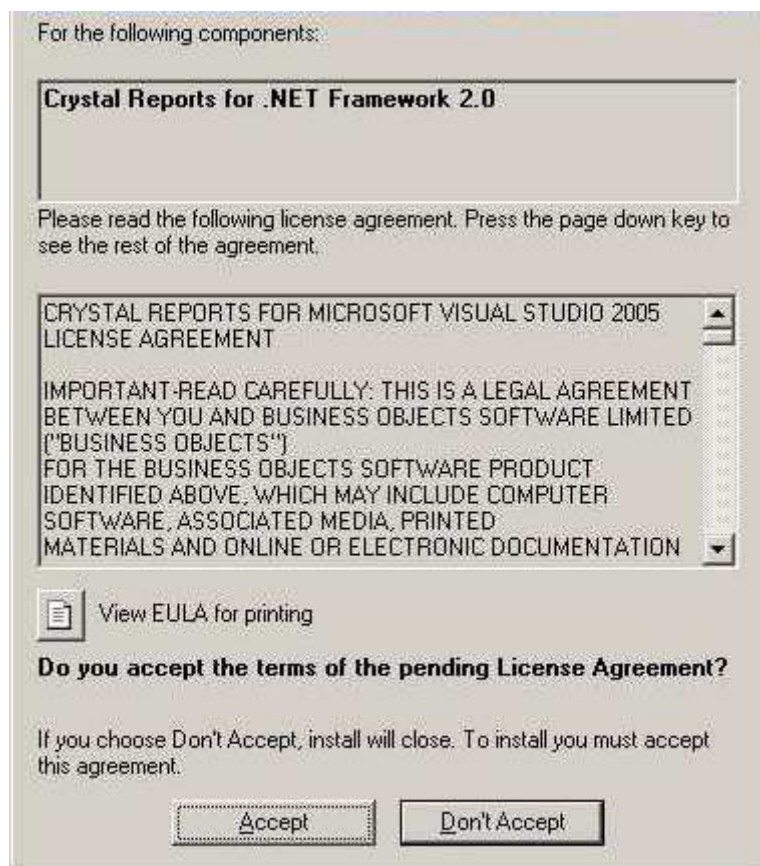 For the following components:
Crystal Reports for .NET Framework 2.0
Please read the following license agreement. Press the page down key to
see the rest of the agreement.
CRYSTAL REPORTS FOR MICROSOFT VISUAL STUDIO 2005
LICENSE AGREEMENT
IMPORTANT-READ CAREFULLY: THIS IS A LEGAL AGREEMENT
BETWEEN YOU AND BUSINESS OBJECTS SOFTWARE LIMITED
("BUSINESS OBJECTS")
FOR THE BUSINESS OBJECTS SOFTWARE PRODUCT
IDENTIFIED ABOVE, WHICH MAY INCLUDE COMPUTER
SOFTWARE, ASSOCIATED MEDIA, PRINTED
MATERIALS AND ONLINE OR ELECTRONIC DOCUMENTATION
View EULA for printing
Do you accept the terms of the pending License Agreement?
If you choose Don't Accept, install will close. To install you must accept
this agreement.
Accept Don't Accept